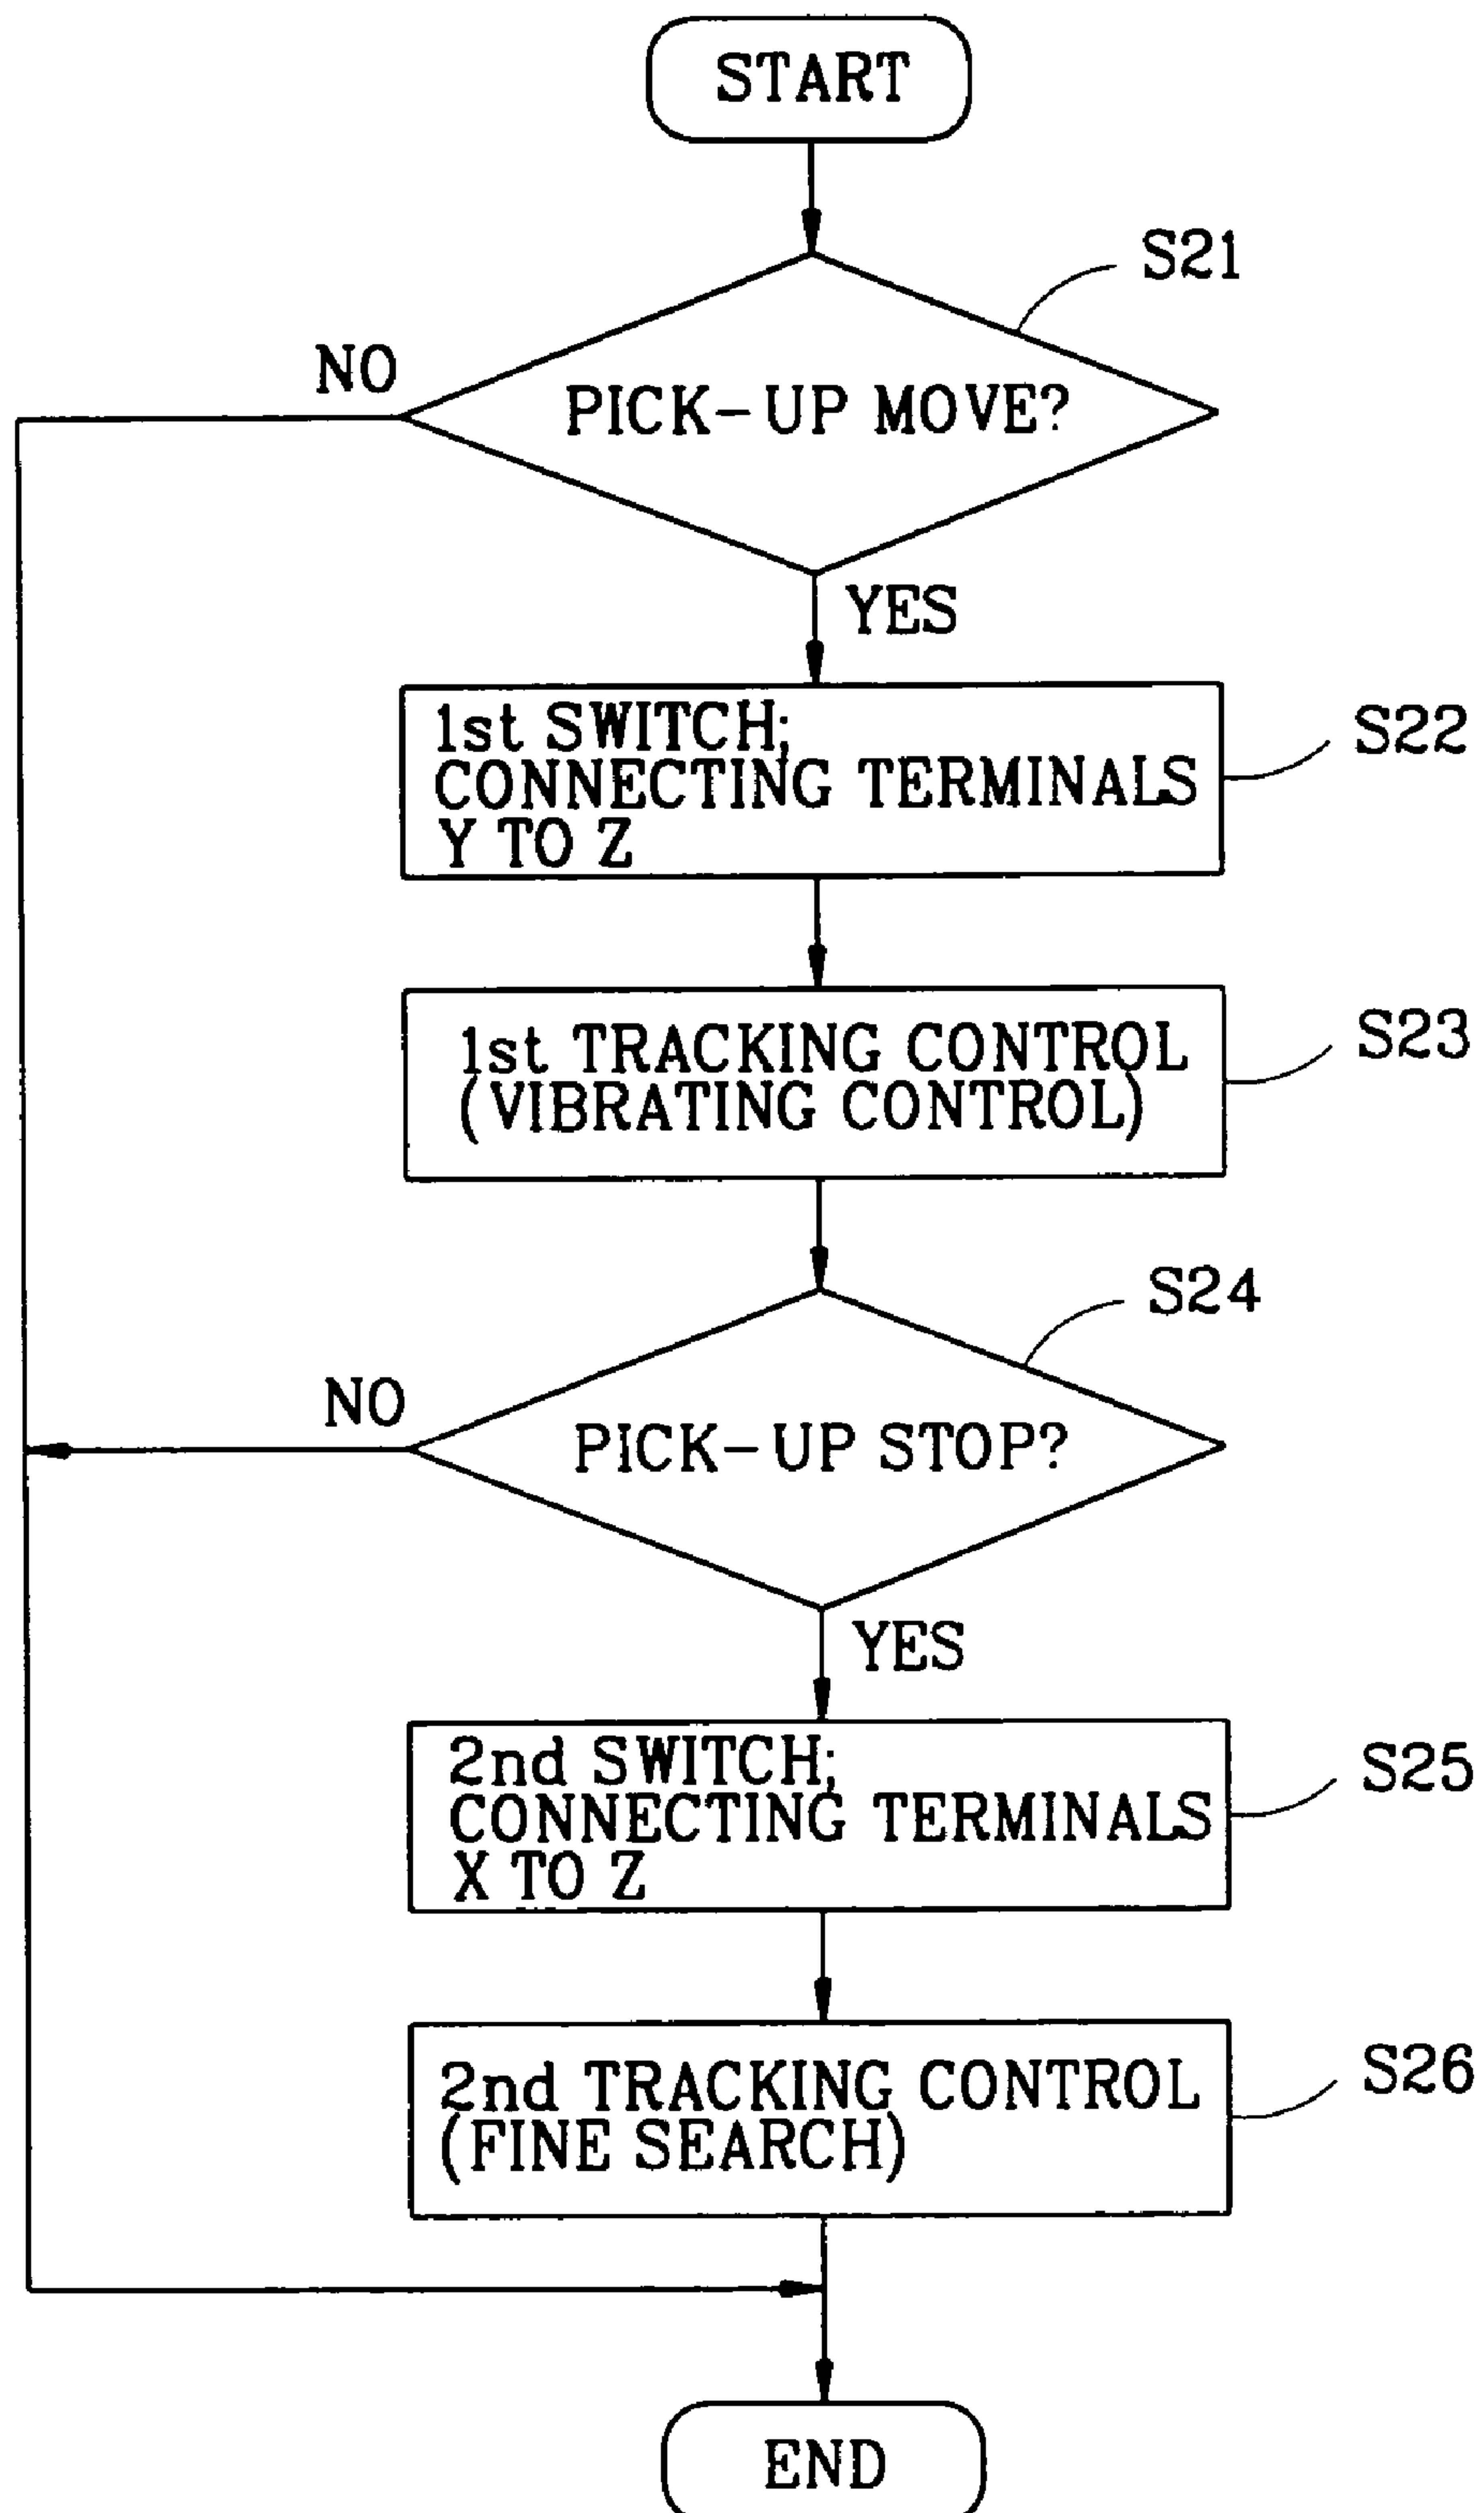 START
S21
NO
PICK-UP MOVE?
YES
1st SWITCH;
CONNECTING TERMINALS
Y TO Z
S22
1st TRACKING CONTROL
(VIBRATING CONTROL)
S23
S24
NO
PICK-UP STOP?
YES
2nd SWITCH;
CONNECTING TERMINALS
X TO Z
S25
2nd TRACKING CONTROL
(FINE SEARCH)
S26
END